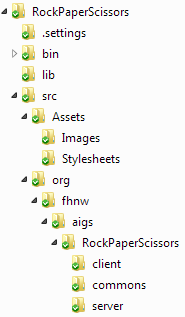 RockPaperScissors
.settings
bin
lib
src
Assets
Images
Stylesheets
org
fhnw
aigs
RockPaperScissors
client
commons
server